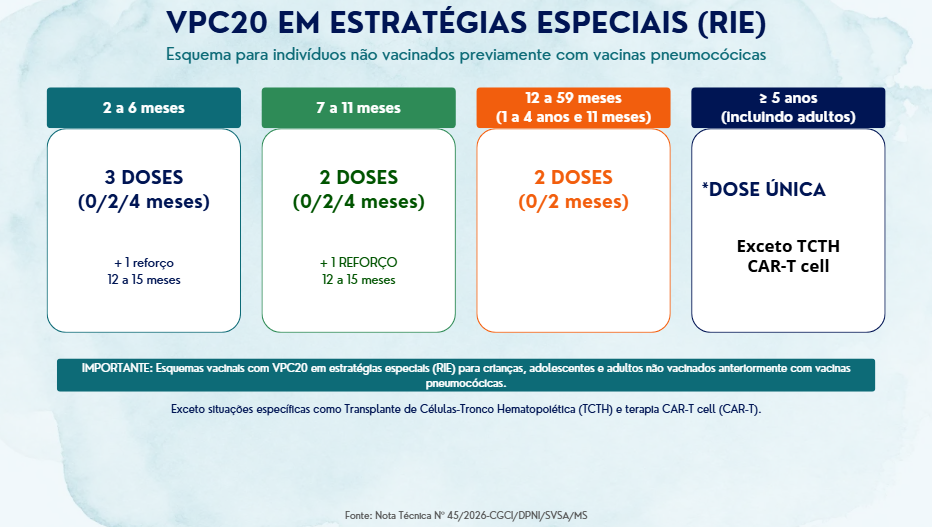 VPC20 EM ESTRATÉGIAS ESPECIAIS (RIE)
Esquema para indivíduos não vacinados previamente com vacinas pneumocócicas
2 a 6 meses
3 DOSES
(0/2/4 meses)
+ 1 reforço
12 a 15 meses
7 a 11 meses
2 DOSES
(0/2/4 meses)
+ 1 REFORÇO
12 a 15 meses
12 a 59 meses
(1 a 4 anos e 11 meses)
2 DOSES
(0/2 meses)
≥ 5 anos
(incluindo adultos)
*DOSE ÚNICA
Exceto TCTH
CAR-T cell
IMPORTANTE: Esquemas vacinais com VPC20 em estratégias especiais (RIE) para crianças, adolescentes e adultos não vacinados anteriormente com vacinas
pneumocócicas.
Exceto situações específicas como Transplante de Células-Tronco Hematopoiética (TCTH) e terapia CAR-T cell (CAR-T).
Fonte: Nota Técnica Nº 45/2026-CGCI/DPNI/SVSA/MS